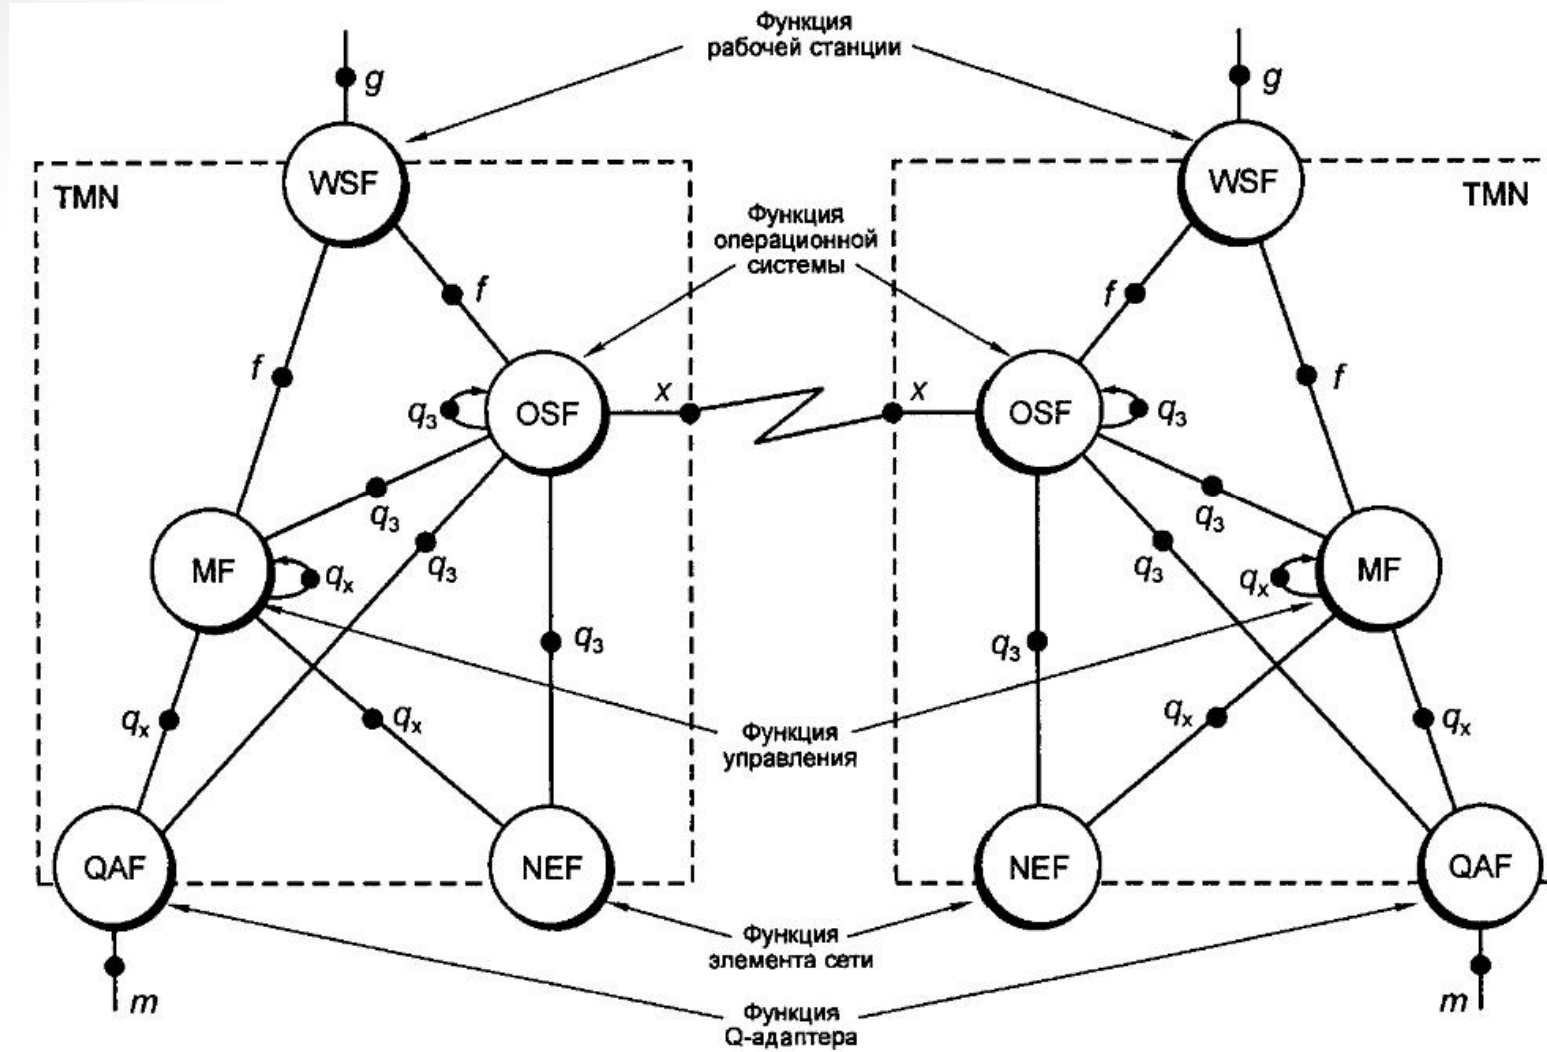 Функция
рабочей станции
g
g
WSF
WSF
TMN
TMN
Функция
операционной
системы
f
f
f
f
x
x
q3
OSF
OSF
q3
q3
q3
q3
q3
MF
qx
qx
MF
q3
q3
qx
qx
qx
qx
Функция
управления
QAF
NEF
NEF
QAF
Функция
элемента сети
m
m
Функция
Q-адаптера